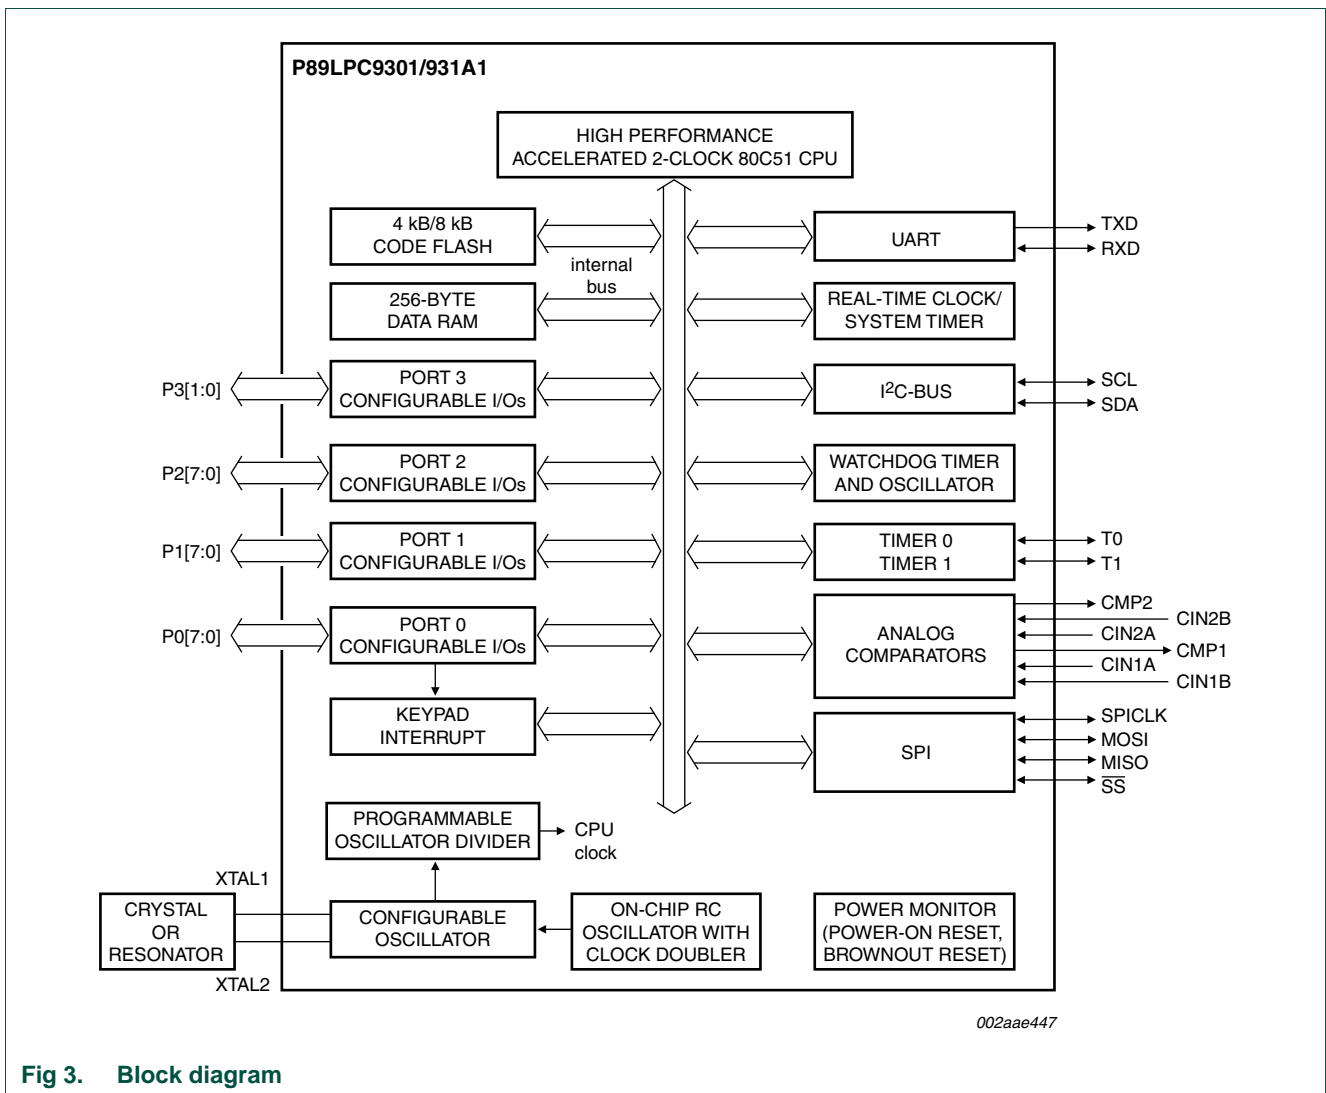 P89LPC9301/931A1
HIGH PERFORMANCE
ACCELERATED 2-CLOCK 80C51 CPU
4 kB/8 kB
CODE FLASH
internal
bus
256-BYTE
DATA RAM
P3[1:0]
PORT 3
CONFIGURABLE I/Os
P2[7:0]
PORT 2
CONFIGURABLE I/Os
P1[7:0]
PORT 1
CONFIGURABLE I/Os
P0[7:0]
PORT 0
CONFIGURABLE I/Os
KEYPAD
INTERRUPT
PROGRAMMABLE
OSCILLATOR DIVIDER
CPU
clock
XTAL1
CRYSTAL
OR
RESONATOR
XTAL2
CONFIGURABLE
OSCILLATOR
ON-CHIP RC
OSCILLATOR WITH
CLOCK DOUBLER
UART
TXD
RXD
REAL-TIME CLOCK/
SYSTEM TIMER
I2C-BUS
SCL
SDA
WATCHDOG TIMER
AND OSCILLATOR
TIMER 0
TIMER 1
T0
T1
ANALOG
COMPARATORS
CMP2
CIN2B
CIN2A
CMP1
CIN1A
CIN1B
SPI
SPICLK
MOSI
MISO
SS
POWER MONITOR
(POWER-ON RESET,
BROWNOUT RESET)
002aae447
Fig 3. Block diagram